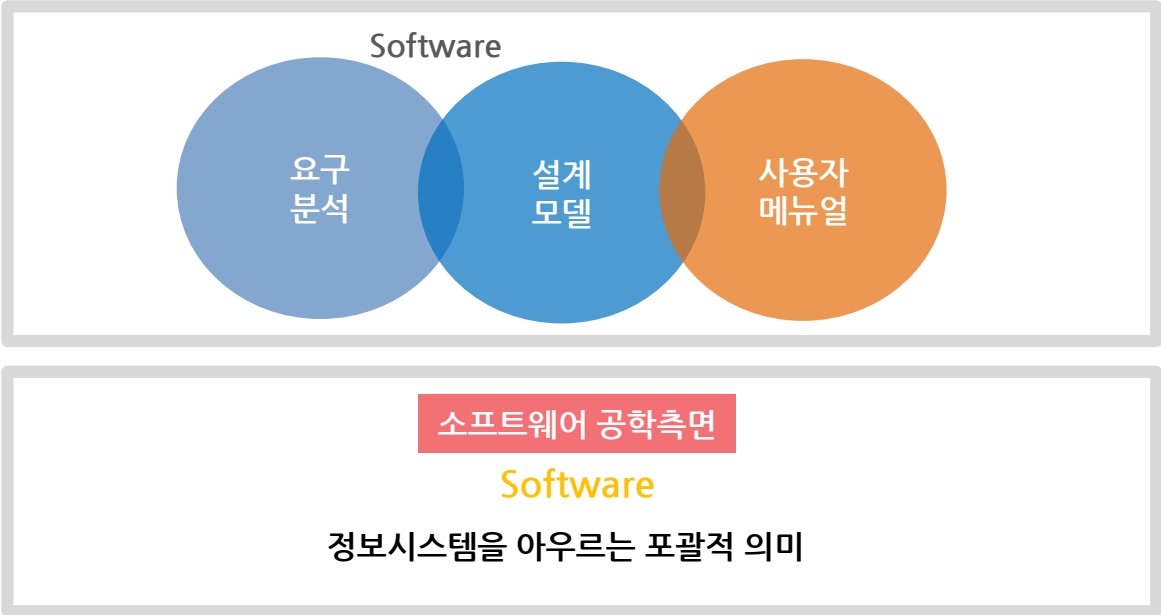 Software
요구
분석
설계
모델
사용자
메뉴얼
소프트웨어 공학측면
Software
정보시스템을 아우르는 포괄적 의미